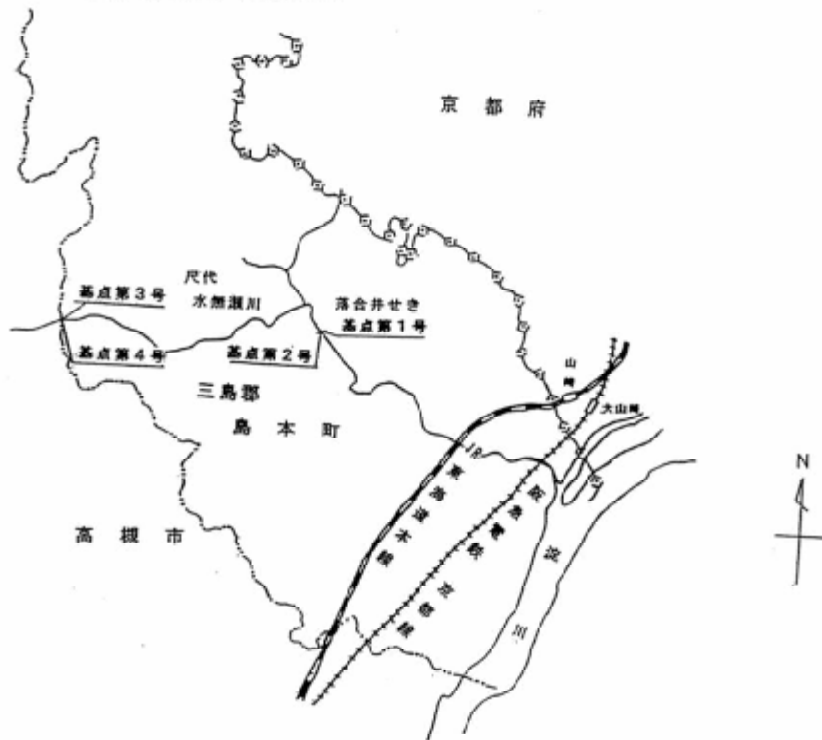 京都府
尺代
水無瀬川
落合井せき
基点第1号
基点第2号
基点第3号
基点第4号
三島郡
島本町
高槻市
山崎
大山崎
JR
東海道本線
阪急電鉄
京都線
淀川
N